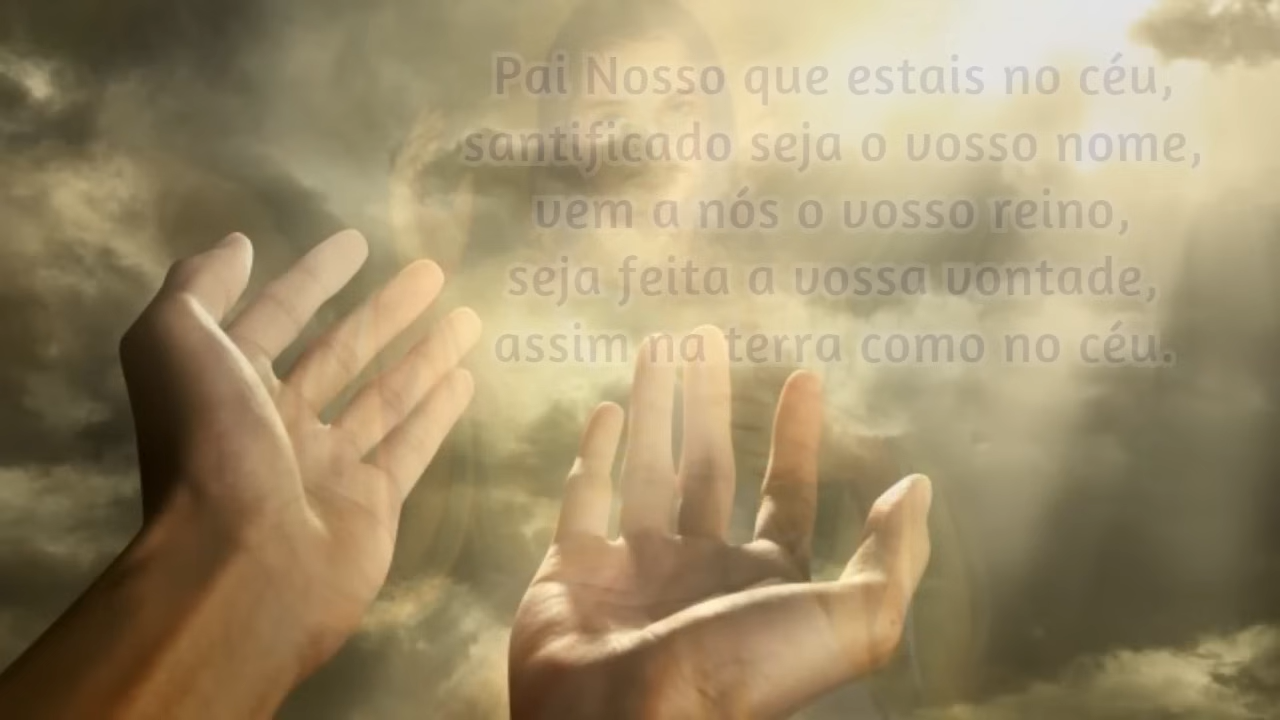 Pai Nosso que estais no céu,
santificado seja o vosso nome,
vem a nós o vosso reino,
seja feita a vossa vontade,
assim na terra como no céu.